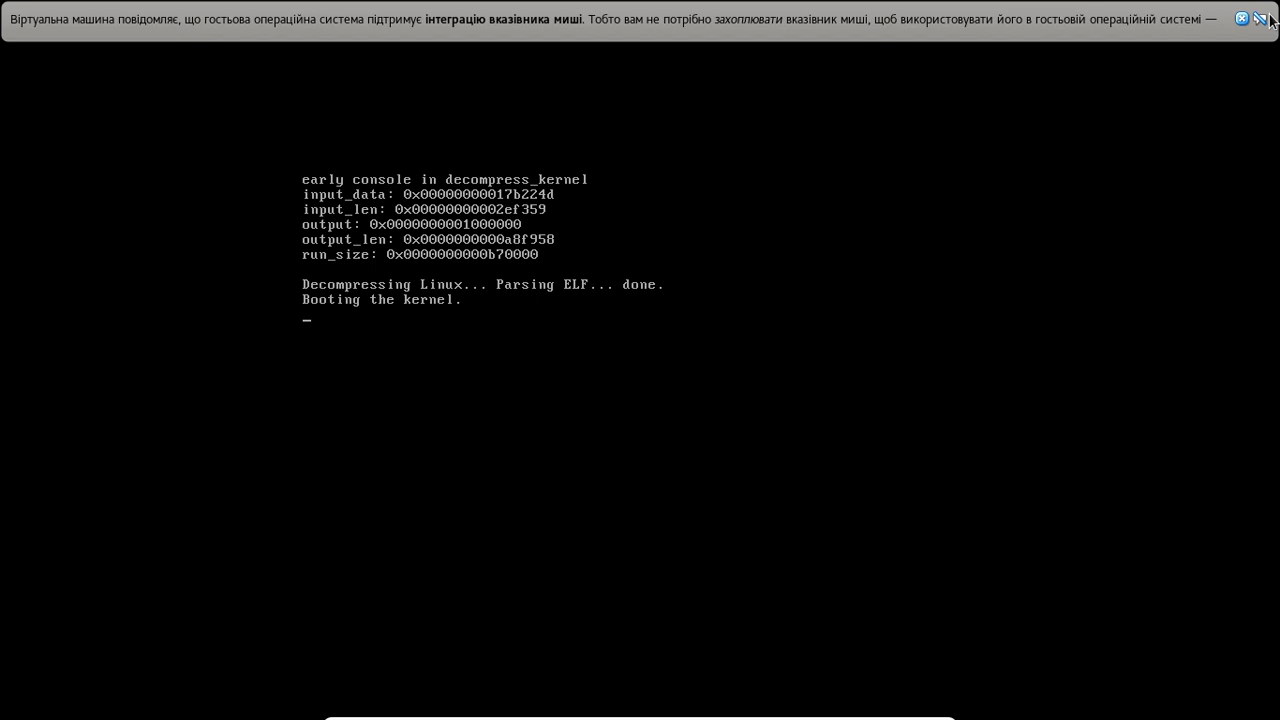 Віртуальна машина повідомляє, що гостьова операційна система підтримує інтеграцію вказівника миші. Тобто вам не потрібно захоплювати вказівник миші, щоб використовувати його в гостьовій операційній системі —
early console in decompress_kernel
input_data: 0x00000000017b224d
input_len: 0x00000000002ef359
output: 0x0000000001000000
output_len: 0x0000000000a8f958
run_size: 0x0000000000b70000
Decompressing Linux... Parsing ELF... done.
Booting the kernel.
_